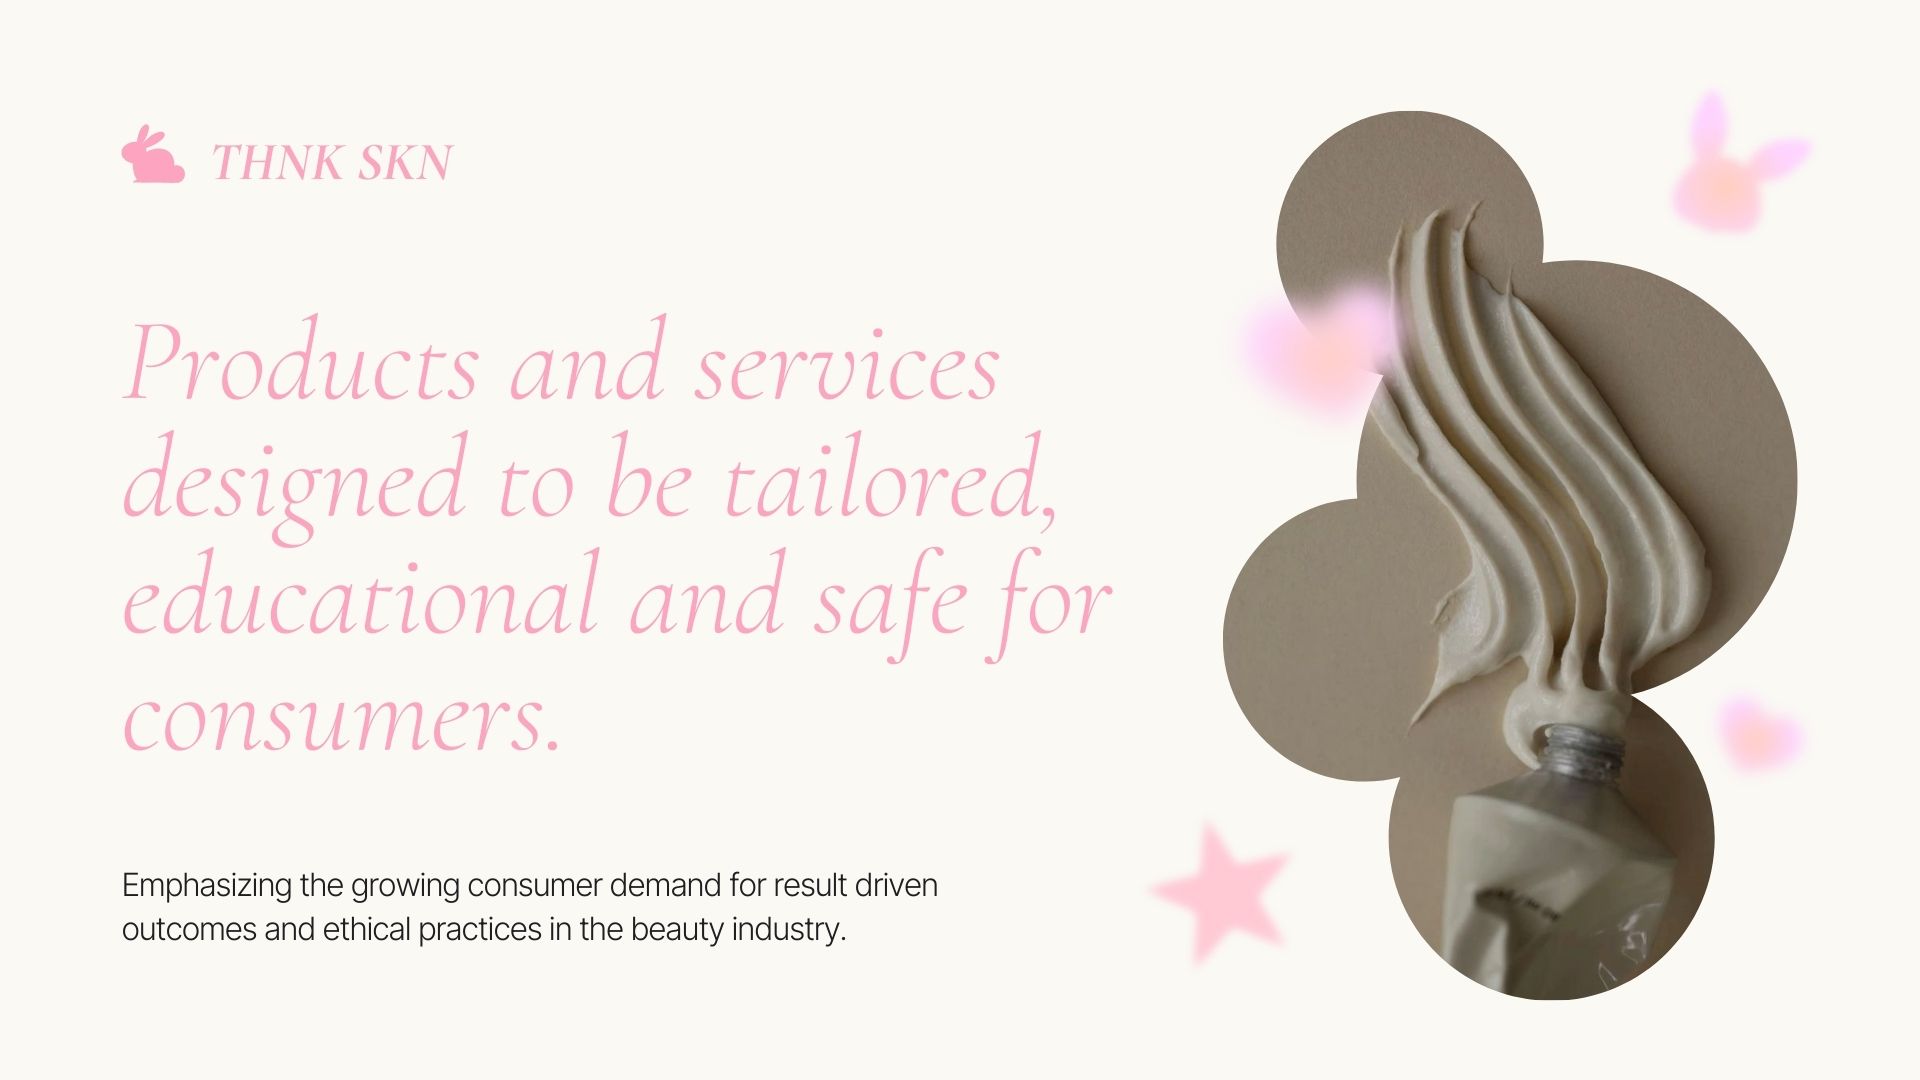 THNK SKN
Products and services
designed to be tailored,
educational and safe for
consumers.
Emphasizing the growing consumer demand for result driven
outcomes and ethical practices in the beauty industry.